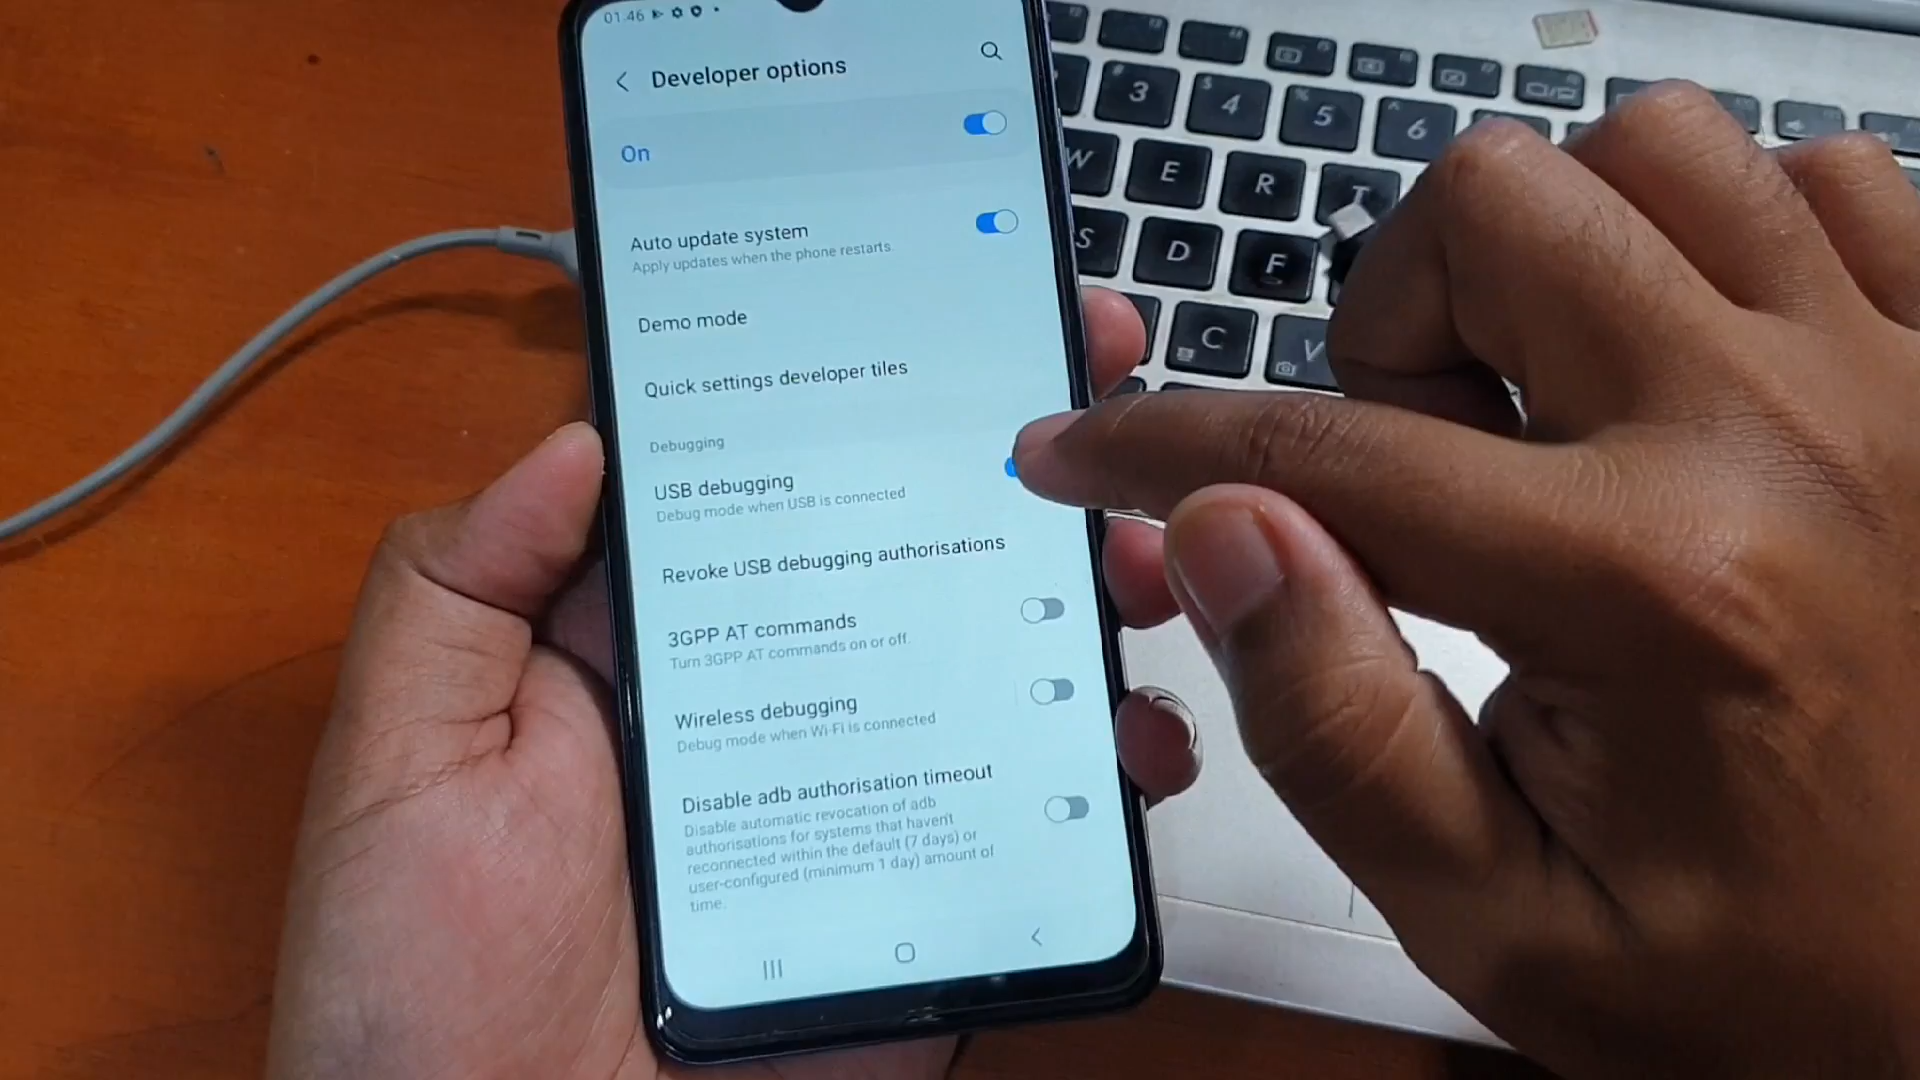 01:46
Developer options
On
Auto update system
Apply updates when the phone restarts.
Demo mode
Quick settings developer tiles
Debugging
USB debugging
Debug mode when USB is connected
Revoke USB debugging authorisations
3GPP AT commands
Turn 3GPP AT commands on or off.
Wireless debugging
Debug mode when Wi-Fi is connected
Disable adb authorisation timeout
Disable automatic revocation of adb
authorisations for systems that haven't
reconnected within the default (7 days) or
user-configured (minimum 1 day) amount of
time.
# 3
$ 4
% 5
^ 6
W
E
R
T
S
D
F
C
V